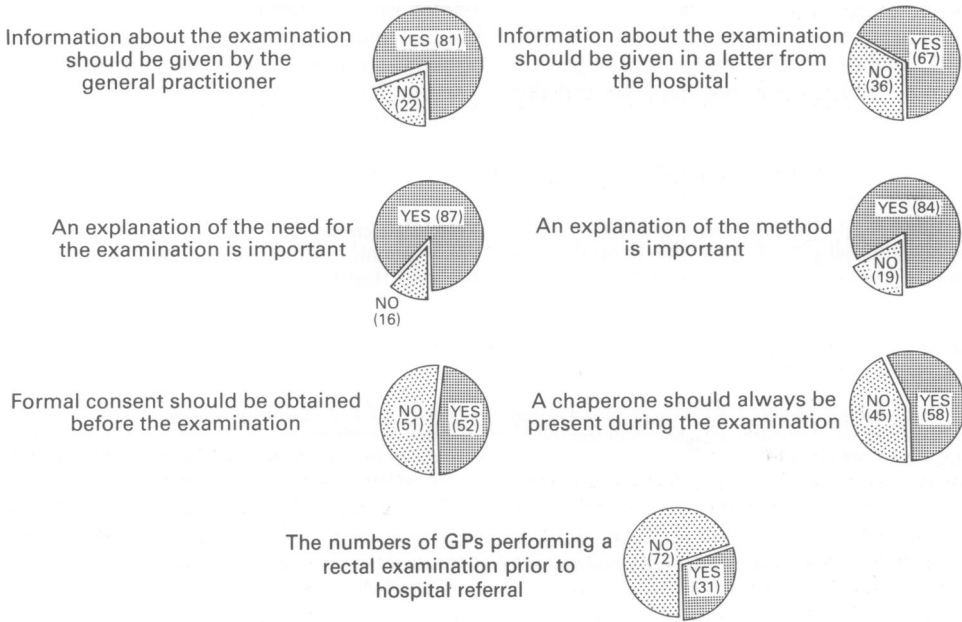 Information about the examination
should be given by the
general practitioner
YES (81)
NO
(22)
Information about the examination
should be given in a letter from
the hospital
YES
(67)
NO
(36)
An explanation of the need for
the examination is important
YES (87)
NO
(16)
An explanation of the method
is important
YES (84)
NO
(19)
Formal consent should be obtained
before the examination
NO
(51)
YES
(52)
A chaperone should always be
present during the examination
NO
(45)
YES
(58)
The numbers of GPs performing a
rectal examination prior to
hospital referral
NO
(72)
YES
(31)